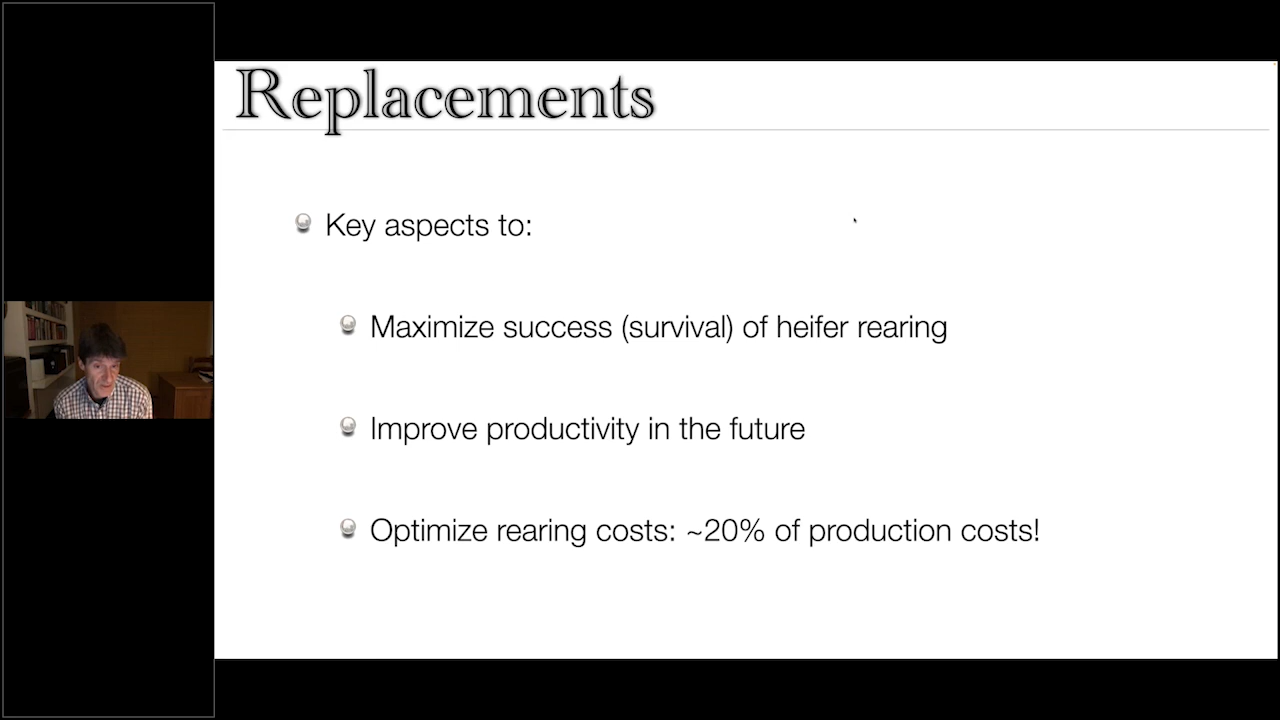 Replacements
Key aspects to:
Maximize success (survival) of heifer rearing
Improve productivity in the future
Optimize rearing costs: ~20% of production costs!